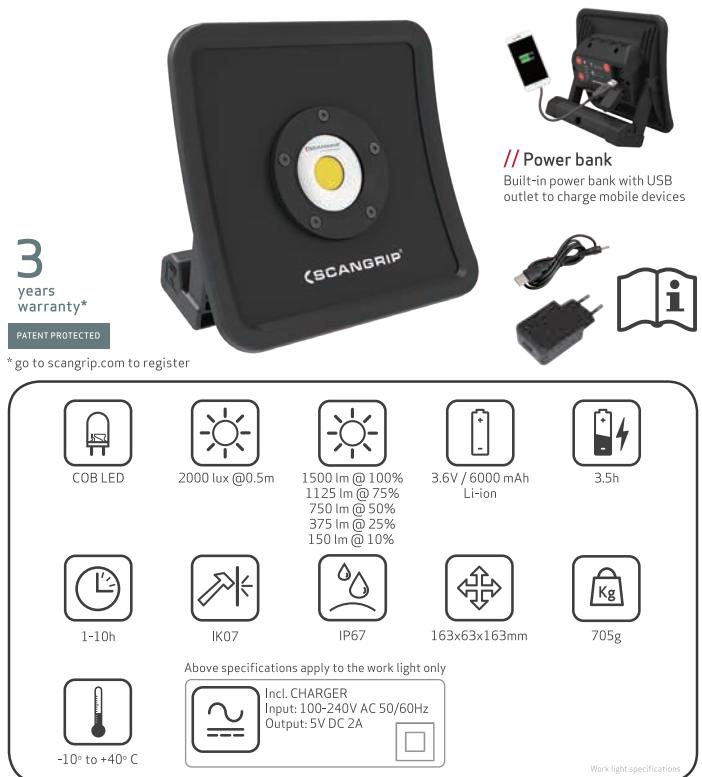 // Power bank
Built-in power bank with USB
outlet to charge mobile devices
SCANGRIP®
3
years
warranty*
PATENT PROTECTED
* go to scangrip.com to register
COB LED
2000 lux @0.5m
1500 lm @ 100%
1125 lm @ 75%
750 lm @ 50%
375 lm @ 25%
150 lm @ 10%
3.6V / 6000 mAh
Li-ion
3.5h
1-10h
IK07
IP67
163x63x163mm
Kg
705g
-10° to +40° C
Above specifications apply to the work light only
Incl. CHARGER
Input: 100-240V AC 50/60Hz
Output: 5V DC 2A
Work light specifications